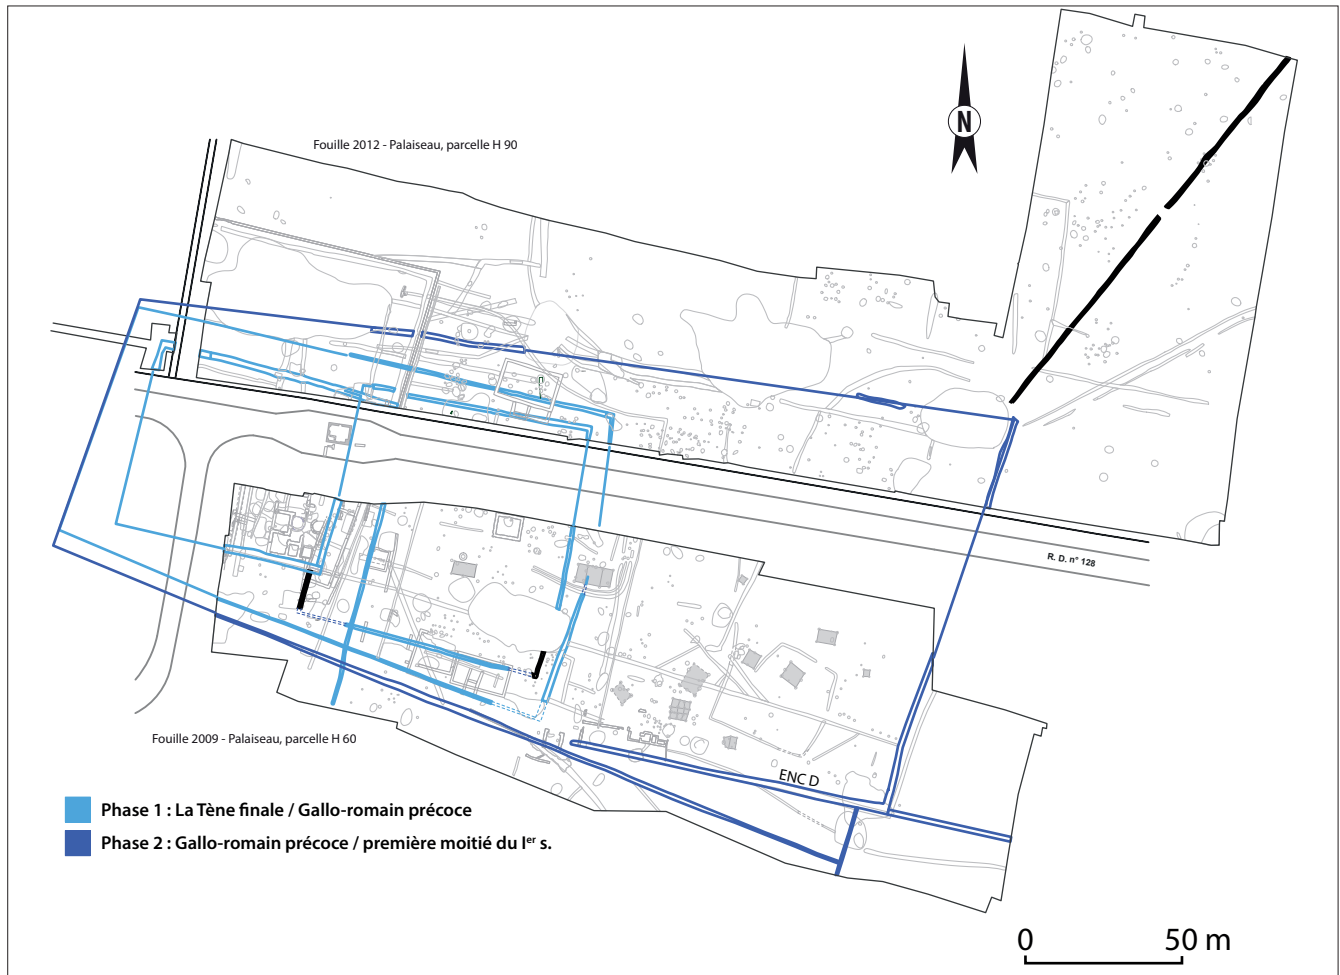 Fouille 2012 - Palaiseau, parcelle H 90
N
R. D. n° 128
Fouille 2009 - Palaiseau, parcelle H 60
ENC D
Phase 1 : La Tène finale / Gallo-romain précoce
Phase 2 : Gallo-romain précoce / première moitié du Ier s.
0 50 m